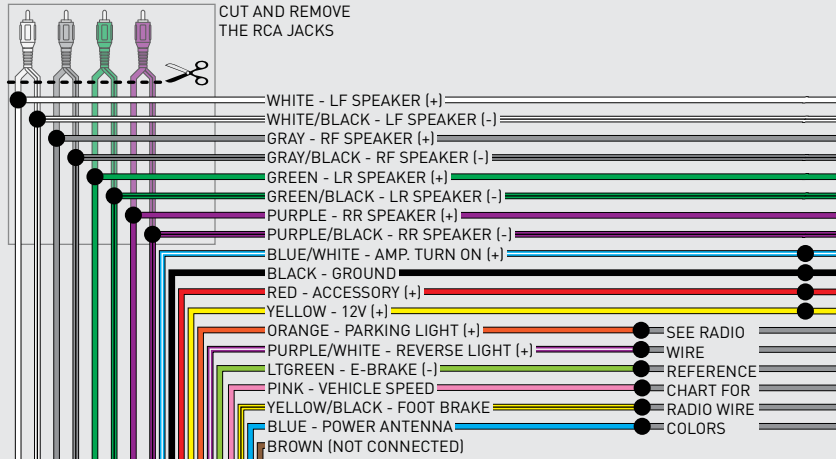 CUT AND REMOVE
THE RCA JACKS
WHITE - LF SPEAKER (+)
WHITE/BLACK - LF SPEAKER (-)
GRAY - RF SPEAKER (+)
GRAY/BLACK - RF SPEAKER (-)
GREEN - LR SPEAKER (+)
GREEN/BLACK - LR SPEAKER (-)
PURPLE - RR SPEAKER (+)
PURPLE/BLACK - RR SPEAKER (-)
BLUE/WHITE - AMP. TURN ON (+)
BLACK - GROUND
RED - ACCESSORY (+)
YELLOW - 12V (+)
ORANGE - PARKING LIGHT (+) SEE RADIO
PURPLE/WHITE - REVERSE LIGHT (+) WIRE
LTGREEN - E-BRAKE (-) REFERENCE
PINK - VEHICLE SPEED CHART FOR
YELLOW/BLACK - FOOT BRAKE RADIO WIRE
BLUE - POWER ANTENNA COLORS
BROWN (NOT CONNECTED)